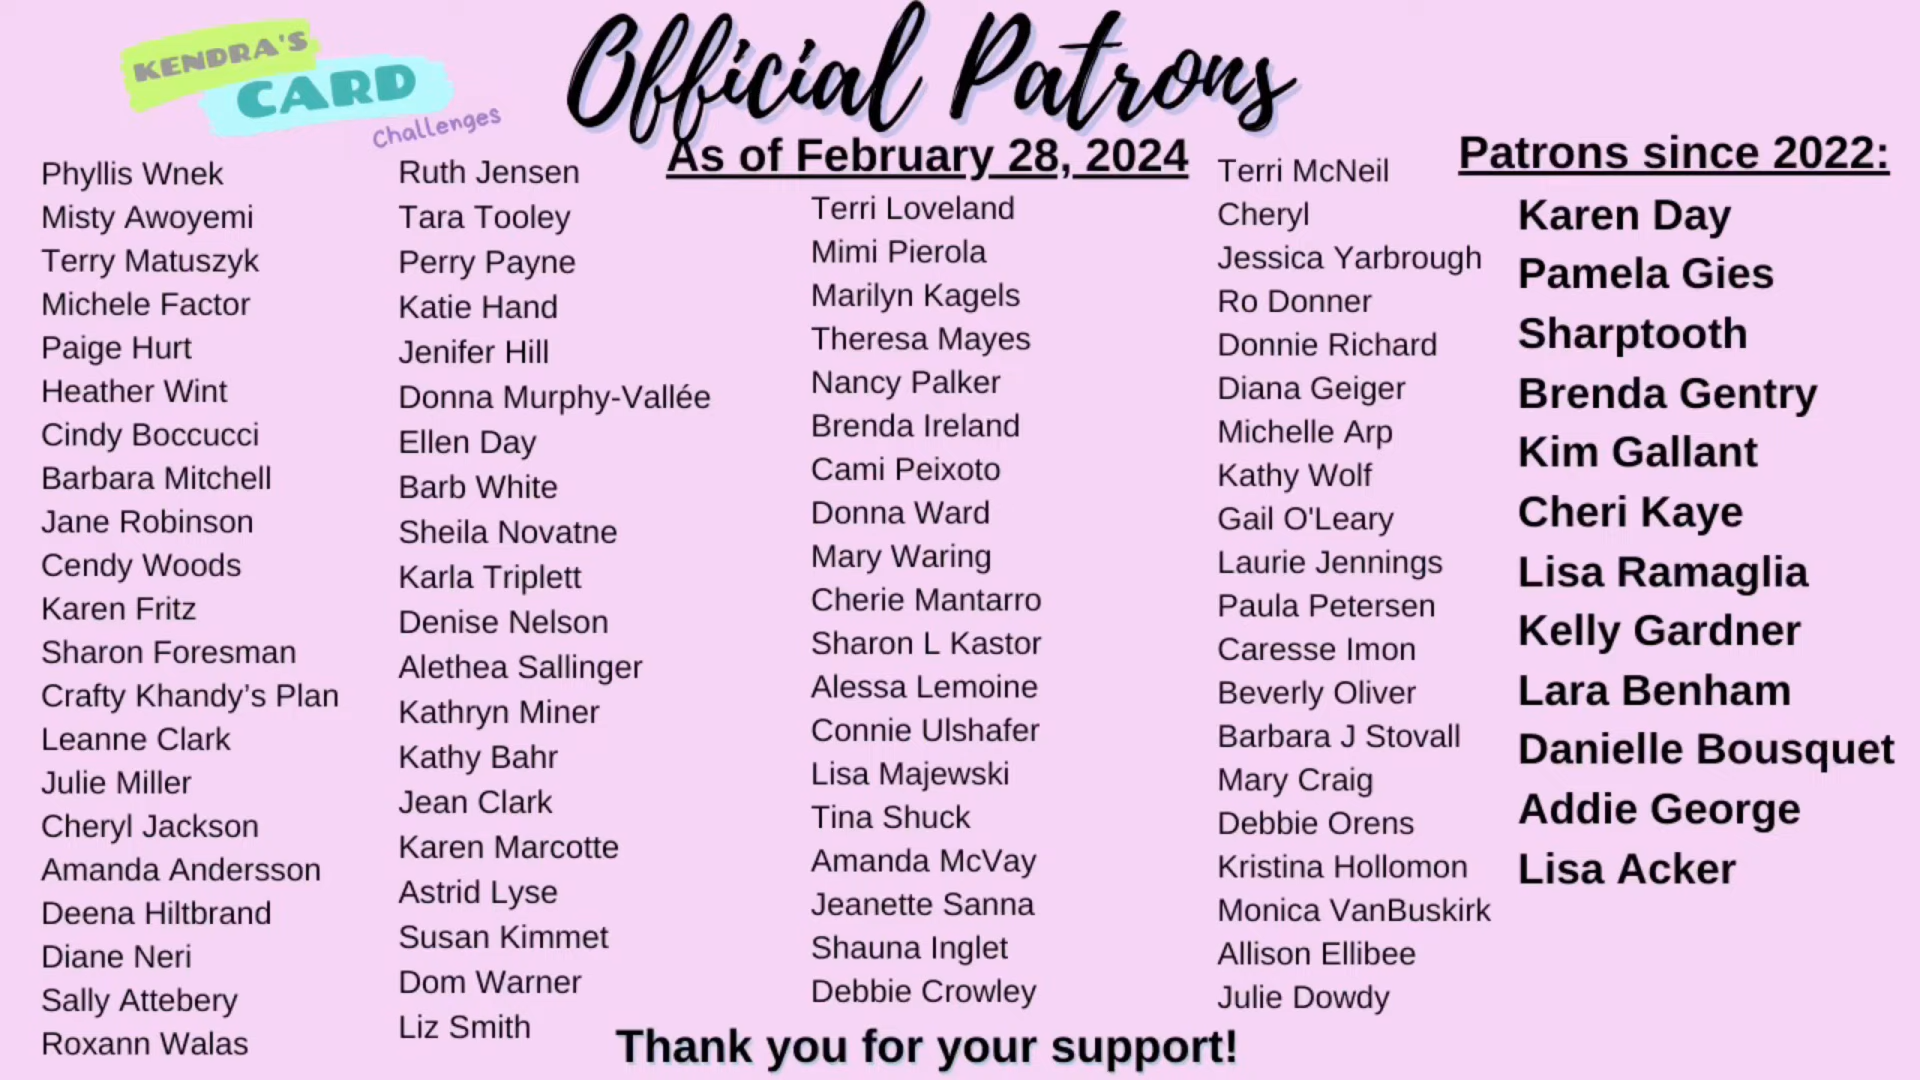 KENDRA'S
CARD
Challenges
Official Patrons
As of February 28, 2024
Phyllis Wnek
Misty Awoyemi
Terry Matuszyk
Michele Factor
Paige Hurt
Heather Wint
Cindy Boccucci
Barbara Mitchell
Jane Robinson
Cendy Woods
Karen Fritz
Sharon Foresman
Crafty Khandy’s Plan
Leanne Clark
Julie Miller
Cheryl Jackson
Amanda Andersson
Deena Hiltbrand
Diane Neri
Sally Attebery
Roxann Walas
Ruth Jensen
Tara Tooley
Perry Payne
Katie Hand
Jenifer Hill
Donna Murphy-Vallée
Ellen Day
Barb White
Sheila Novatne
Karla Triplett
Denise Nelson
Alethea Sallinger
Kathryn Miner
Kathy Bahr
Jean Clark
Karen Marcotte
Astrid Lyse
Susan Kimmet
Dom Warner
Liz Smith
Terri Loveland
Mimi Pierola
Marilyn Kagels
Theresa Mayes
Nancy Palker
Brenda Ireland
Cami Peixoto
Donna Ward
Mary Waring
Cherie Mantarro
Sharon L Kastor
Alessa Lemoine
Connie Ulshafer
Lisa Majewski
Tina Shuck
Amanda McVay
Jeanette Sanna
Shauna Inglet
Debbie Crowley
Terri McNeil
Cheryl
Jessica Yarbrough
Ro Donner
Donnie Richard
Diana Geiger
Michelle Arp
Kathy Wolf
Gail O'Leary
Laurie Jennings
Paula Petersen
Caresse Imon
Beverly Oliver
Barbara J Stovall
Mary Craig
Debbie Orens
Kristina Hollomon
Monica VanBuskirk
Allison Ellibee
Julie Dowdy
Patrons since 2022:
Karen Day
Pamela Gies
Sharptooth
Brenda Gentry
Kim Gallant
Cheri Kaye
Lisa Ramaglia
Kelly Gardner
Lara Benham
Danielle Bousquet
Addie George
Lisa Acker
Thank you for your support!